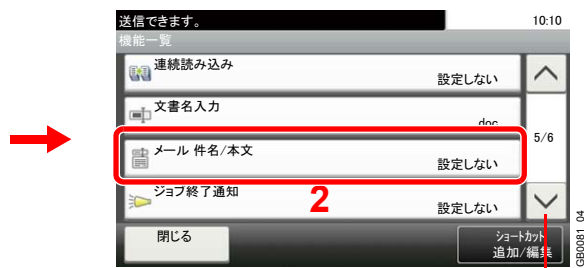 送信できます。
10:10
機能一覧
連続読み込み
設定しない
文書名入力
doc
5/6
メール 件名/本文
設定しない
ジョブ終了通知
2
設定しない
閉じる
ショートカット
追加/編集
G80081_04